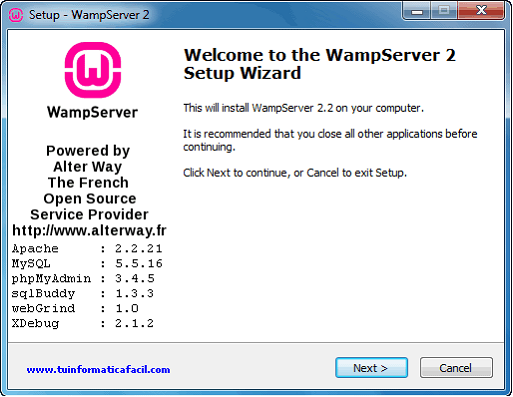 Setup - WampServer 2
WampServer
Powered by
Alter Way
The French
Open Source
Service Provider
http://www.alterway.fr
Apache : 2.2.21
MySQL : 5.5.16
phpMyAdmin : 3.4.5
sqlBuddy : 1.3.3
webGrind : 1.0
XDebug : 2.1.2
Welcome to the WampServer 2
Setup Wizard
This will install WampServer 2.2 on your computer.
It is recommended that you close all other applications before
continuing.
Click Next to continue, or Cancel to exit Setup.
www.tuinformaticafacil.com
Next >
Cancel